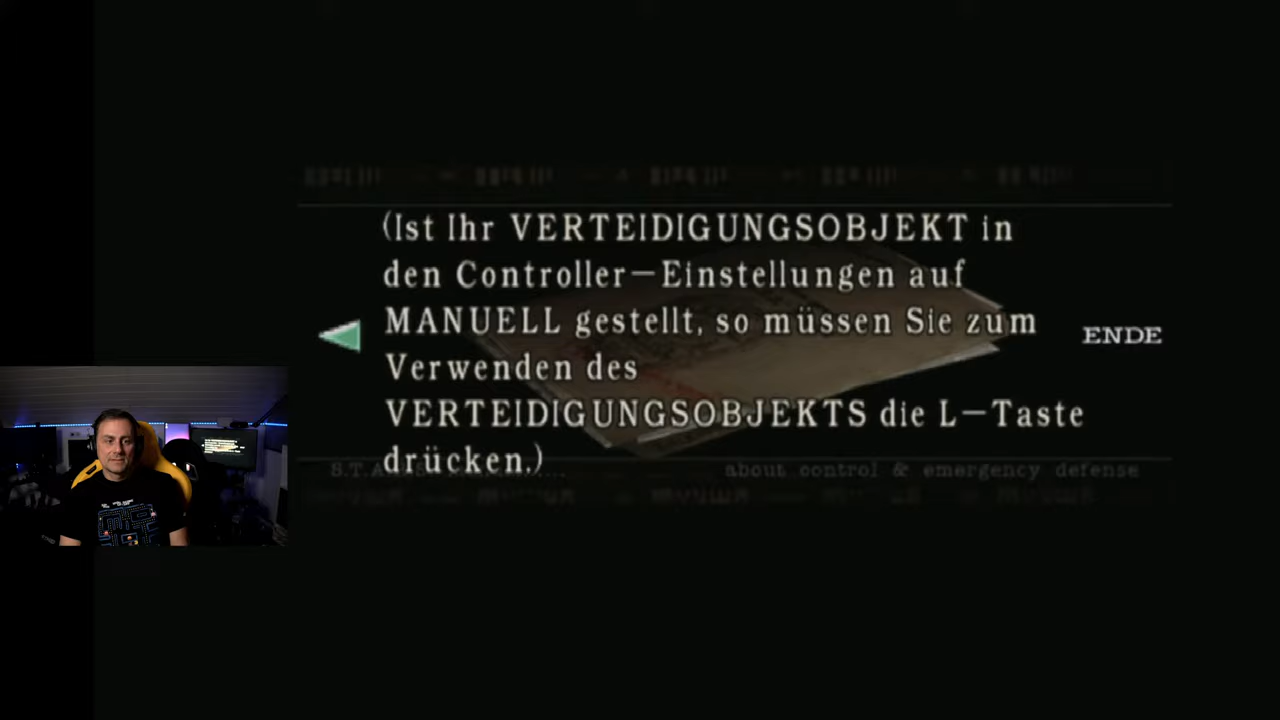 (Ist Ihr VERTEIDIGUNGSOBJEKT in
den Controller—Einstellungen auf
MANUELL gestellt, so müssen Sie zum
Verwenden des
VERTEIDIGUNGSOBJEKTS die L—Taste
drücken.)
ENDE
about control & emergency defense